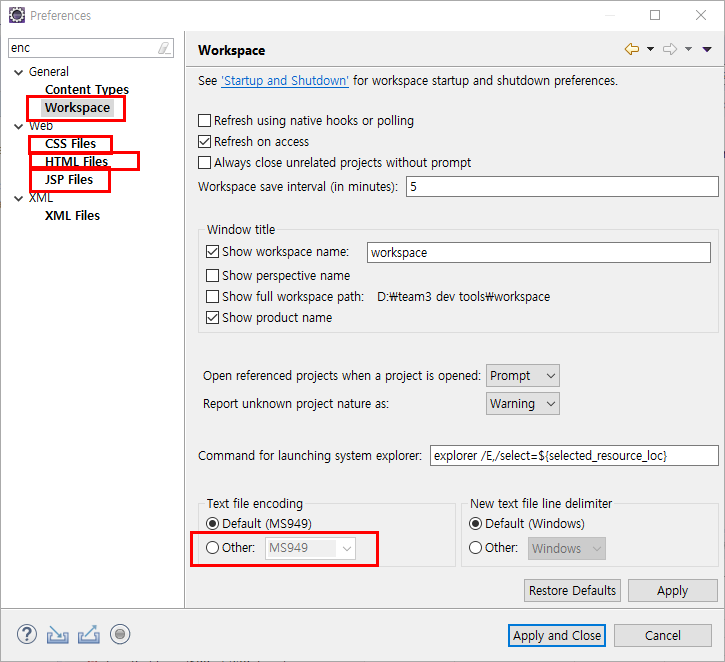 Preferences
enc
General
Content Types
Workspace
Web
CSS Files
HTML Files
JSP Files
XML
XML Files
Workspace
See 'Startup and Shutdown' for workspace startup and shutdown preferences.
Refresh using native hooks or polling
Refresh on access
Always close unrelated projects without prompt
Workspace save interval (in minutes): 5
Window title
Show workspace name: workspace
Show perspective name
Show full workspace path: D:₩team3 dev tools₩workspace
Show product name
Open referenced projects when a project is opened: Prompt
Report unknown project nature as: Warning
Command for launching system explorer: explorer /E,/select=${selected_resource_loc}
Text file encoding
Default (MS949)
Other: MS949
New text file line delimiter
Default (Windows)
Other: Windows
Restore Defaults Apply
Apply and Close Cancel